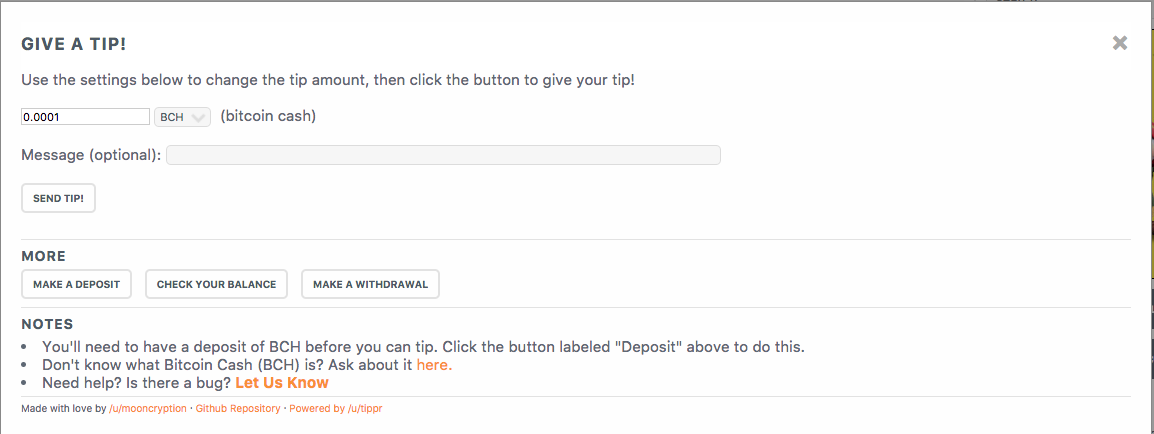 GIVE A TIP!
Use the settings below to change the tip amount, then click the button to give your tip!
0.0001 BCH (bitcoin cash)
Message (optional):
SEND TIP!
MORE
MAKE A DEPOSIT CHECK YOUR BALANCE MAKE A WITHDRAWAL
NOTES
• You'll need to have a deposit of BCH before you can tip. Click the button labeled "Deposit" above to do this.
• Don't know what Bitcoin Cash (BCH) is? Ask about it here.
• Need help? Is there a bug? Let Us Know
Made with love by /u/mooncryption · Github Repository · Powered by /u/tippr